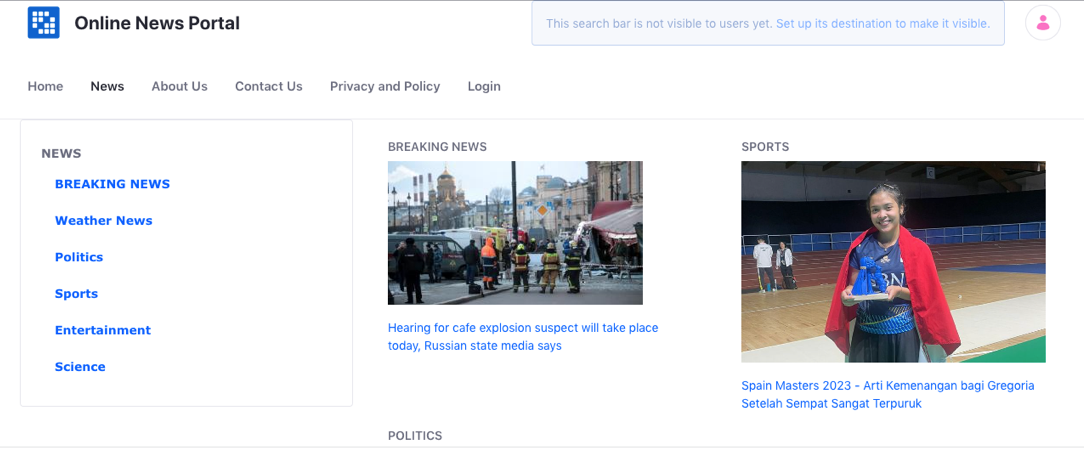 Online News Portal
This search bar is not visible to users yet. Set up its destination to make it visible.
Home News About Us Contact Us Privacy and Policy Login
NEWS
BREAKING NEWS
Weather News
Politics
Sports
Entertainment
Science
BREAKING NEWS
Hearing for cafe explosion suspect will take place
today, Russian state media says
POLITICS
SPORTS
Spain Masters 2023 - Arti Kemenangan bagi Gregoria
Setelah Sempat Sangat Terpuruk